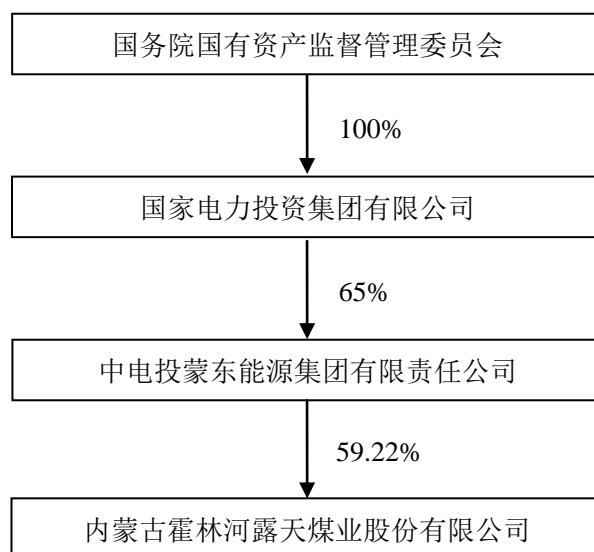 国务院国有资产监督管理委员会
100%
国家电力投资集团有限公司
65%
中电投蒙东能源集团有限责任公司
59.22%
内蒙古霍林河露天煤业股份有限公司